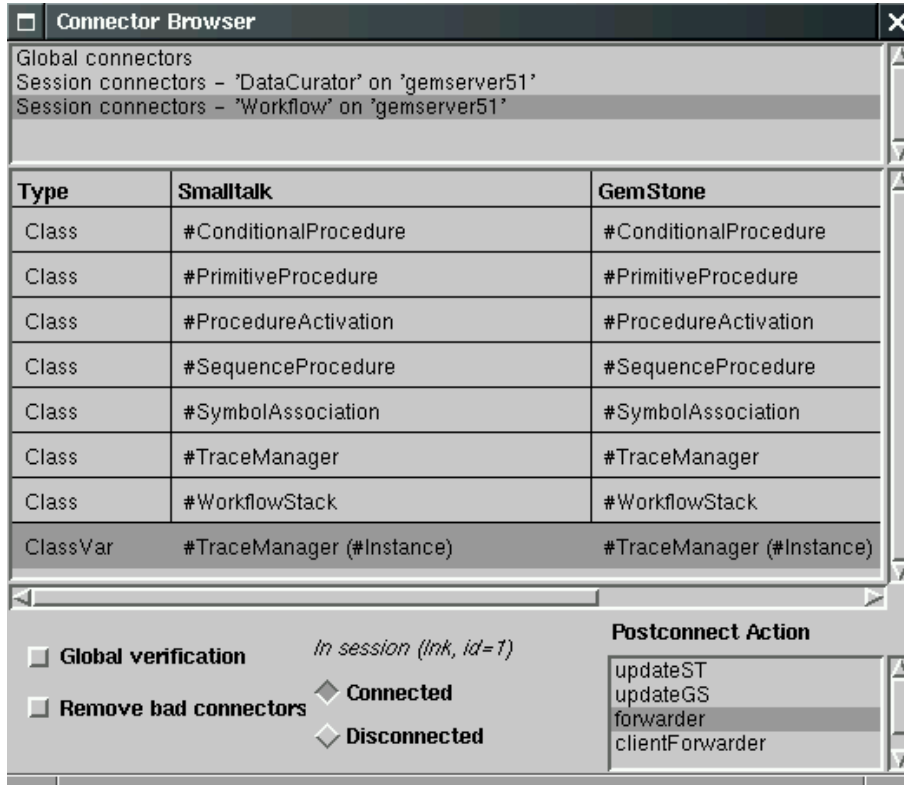 Connector Browser
Global connectors
Session connectors – 'DataCurator' on 'gemserver51'
Session connectors – 'Workflow' on 'gemserver51'
Type Smalltalk GemStone
Class #ConditionalProcedure #ConditionalProcedure
Class #PrimitiveProcedure #PrimitiveProcedure
Class #ProcedureActivation #ProcedureActivation
Class #SequenceProcedure #SequenceProcedure
Class #SymbolAssociation #SymbolAssociation
Class #TraceManager #TraceManager
Class #WorkflowStack #WorkflowStack
ClassVar #TraceManager (#Instance) #TraceManager (#Instance)
Global verification
Remove bad connectors
In session (lnk, id=1)
Connected
Disconnected
Postconnect Action
updateST
updateGS
forwarder
clientForwarder